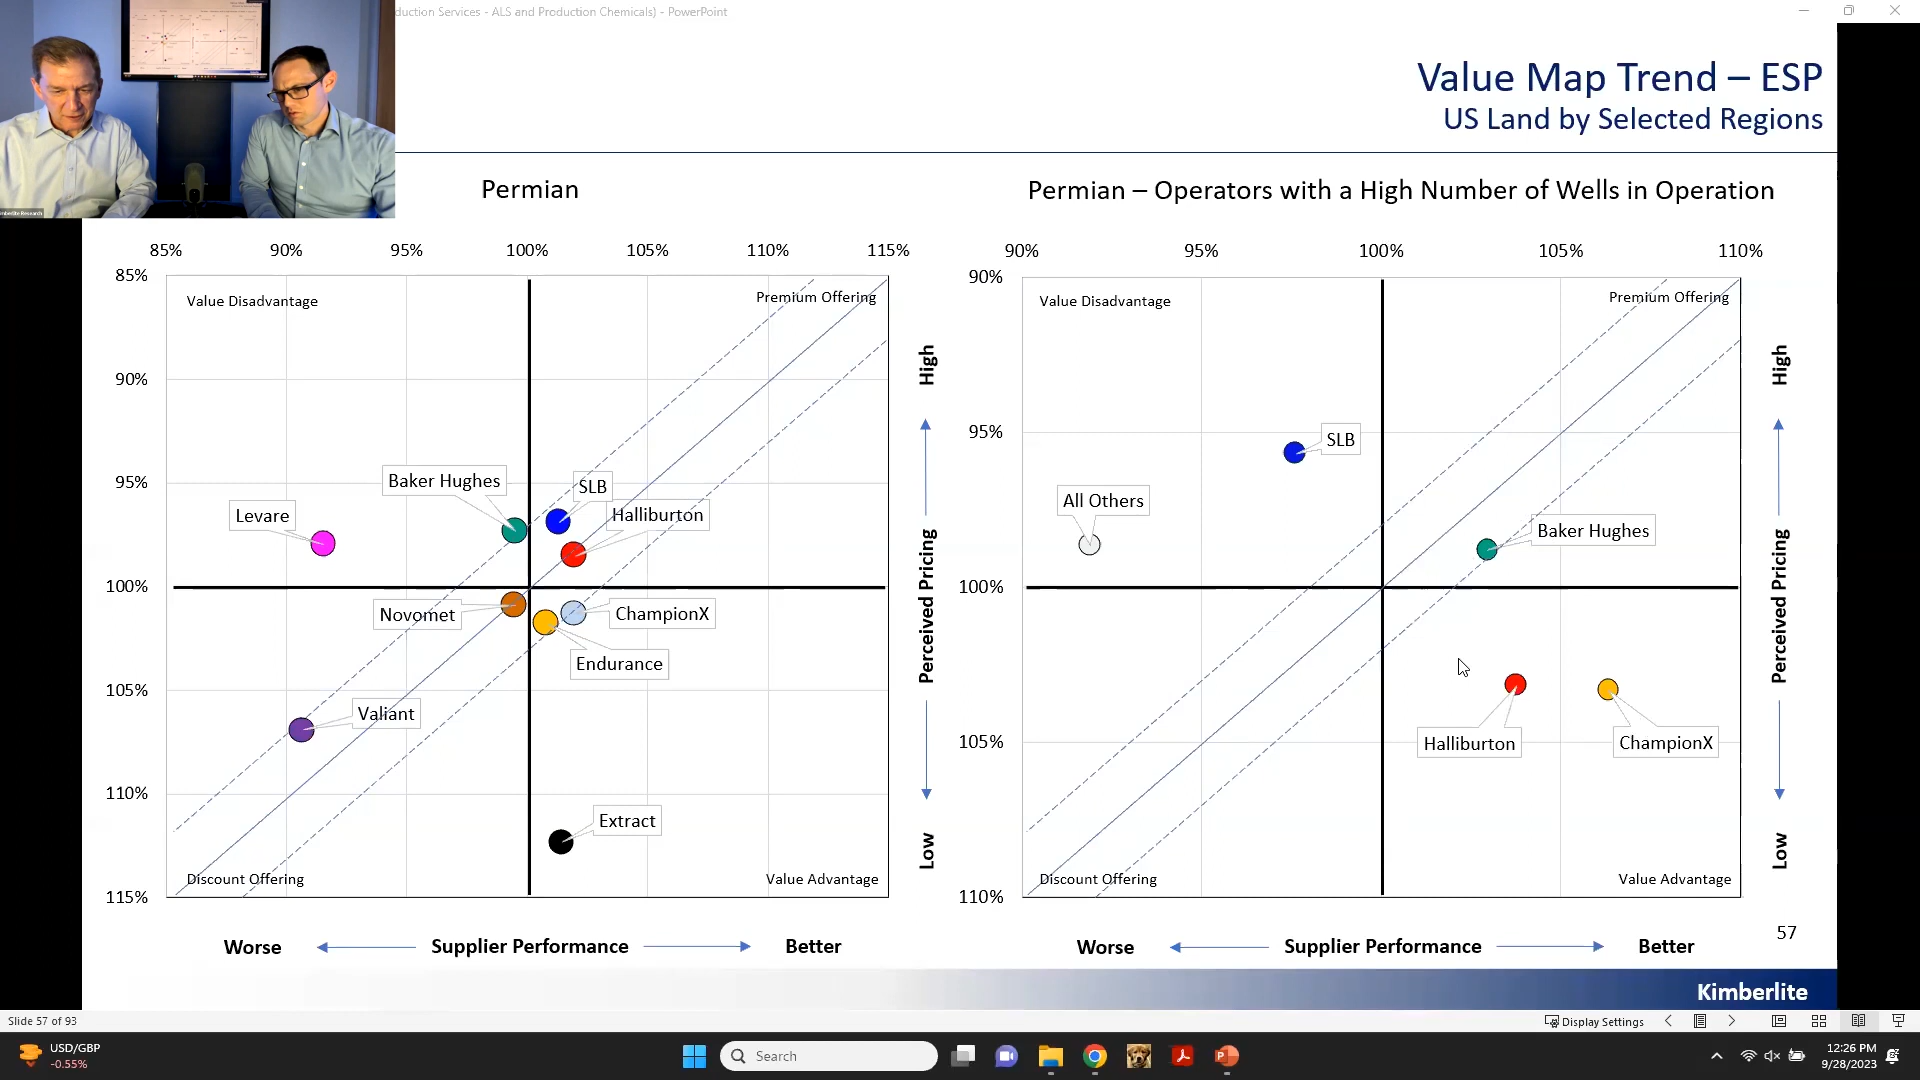 duction Services - ALS and Production Chemicals) - PowerPoint
Value Map Trend – ESP
US Land by Selected Regions
Permian
Permian – Operators with a High Number of Wells in Operation
85% 90% 95% 100% 105% 110% 115%
85%
90%
95%
100%
105%
110%
115%
Value Disadvantage
Premium Offering
Baker Hughes
SLB
Levare
Halliburton
Novomet
ChampionX
Endurance
Valiant
Extract
Discount Offering
Value Advantage
High
Perceived Pricing
Low
Worse
Supplier Performance
Better
90% 95% 100% 105% 110%
90%
95%
100%
105%
110%
Value Disadvantage
Premium Offering
SLB
All Others
Baker Hughes
Halliburton
ChampionX
Discount Offering
Value Advantage
High
Perceived Pricing
Low
Worse
Supplier Performance
Better
57
Kimberlite
Slide 57 of 93
Display Settings
USD/GBP
-0.55%
Search
12:26 PM
9/28/2023